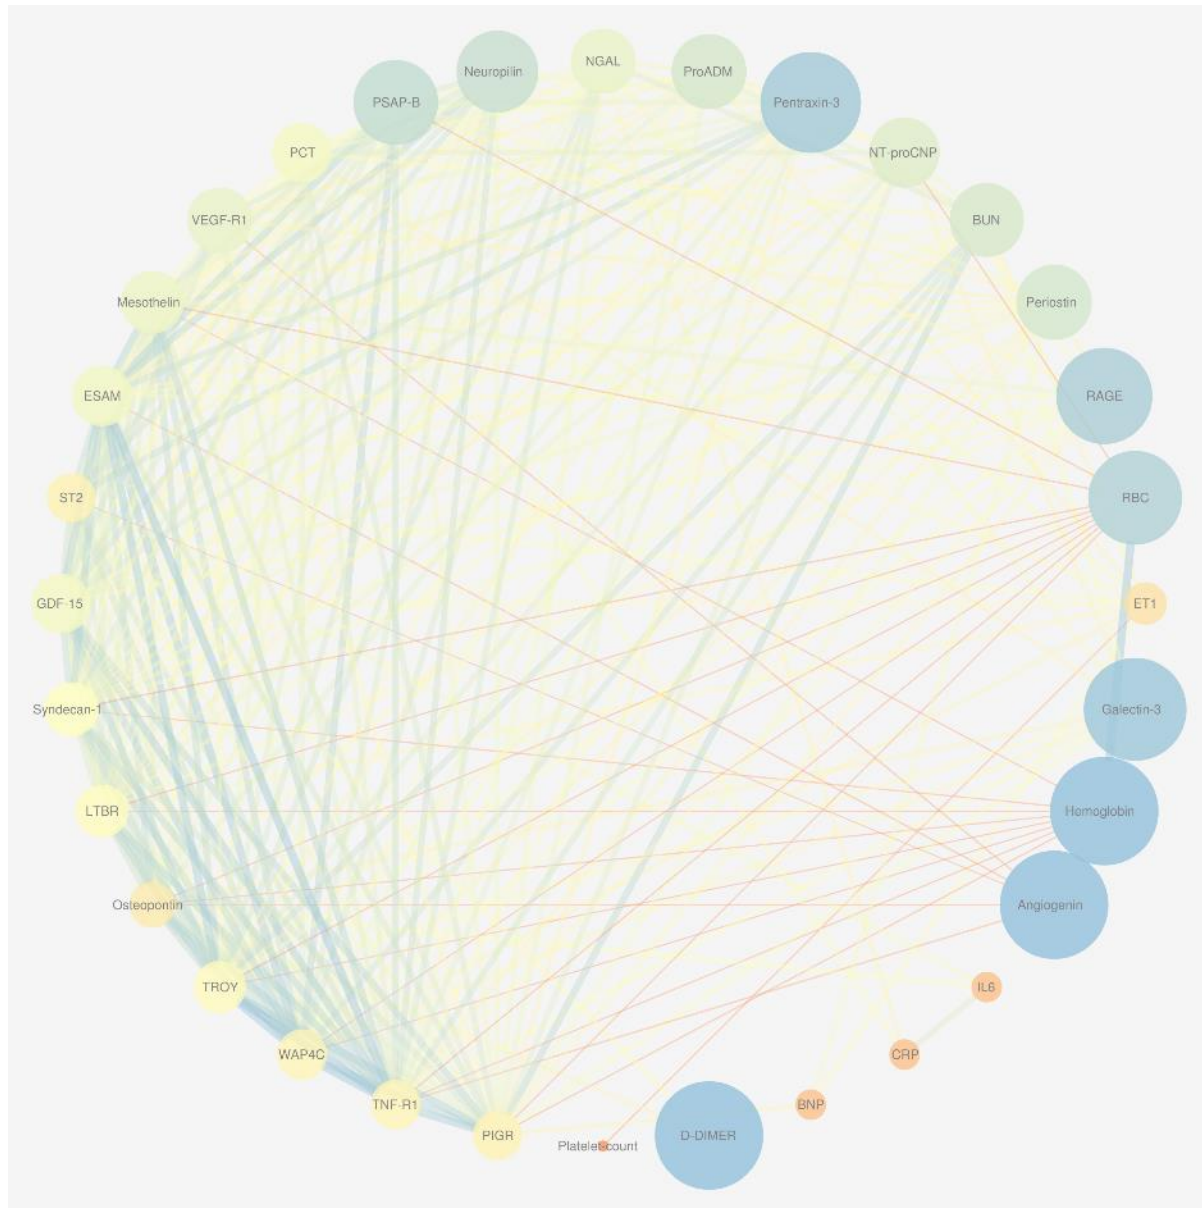 NGAL
Neuropilin
ProADM
PSAP-B
Pentraxin-3
PCT
NT-proCNP
VEGF-R1
BUN
Mesothelin
Periostin
ESAM
RAGE
ST2
RBC
GDF-15
ET1
Syndecan-1
Galectin-3
LTBR
Hemoglobin
Osteopontin
Angiogenin
TROY
IL6
WAP4C
CRP
TNF-R1
BNP
PIGR
D-DIMER
Platelet-count